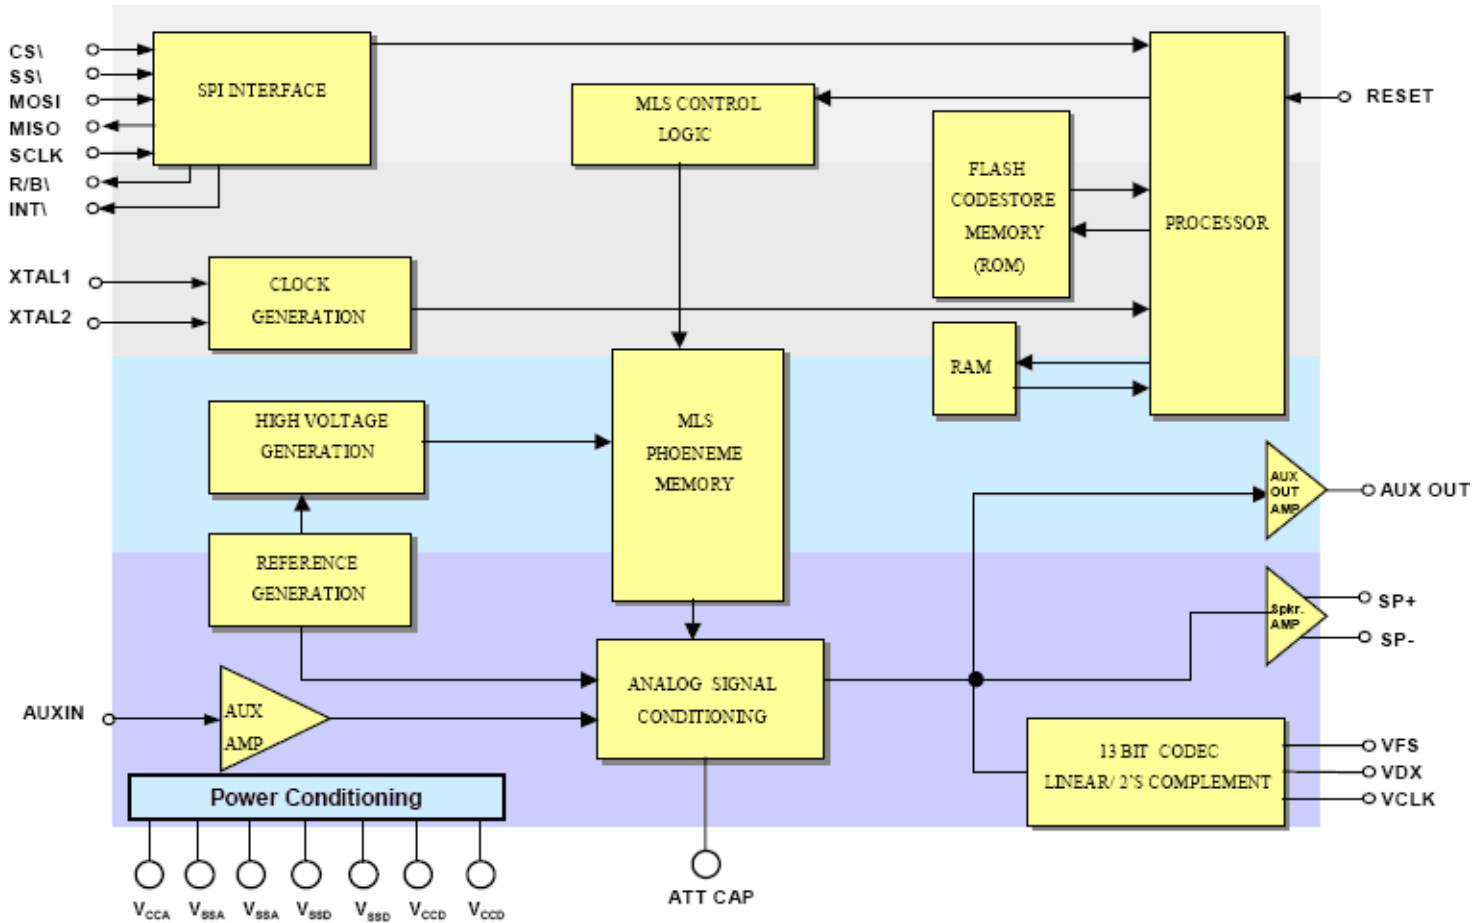 CS\
SS\
MOSI
MISO
SCLK
R/B\
INT\
SPI INTERFACE
MLS CONTROL
LOGIC
FLASH
CODESTORE
MEMORY
(ROM)
PROCESSOR
RESET
XTAL1
XTAL2
CLOCK
GENERATION
RAM
HIGH VOLTAGE
GENERATION
MLS
PHOENEME
MEMORY
AUX
OUT
AMP
AUX OUT
REFERENCE
GENERATION
Spkr.
AMP
SP+
SP-
ANALOG SIGNAL
CONDITIONING
AUXIN
AUX
AMP
13 BIT CODEC
LINEAR/ 2'S COMPLEMENT
VFS
VDX
VCLK
Power Conditioning
ATT CAP
VCCA VSSA VSSA VSSD VSSD VCCD VCCD